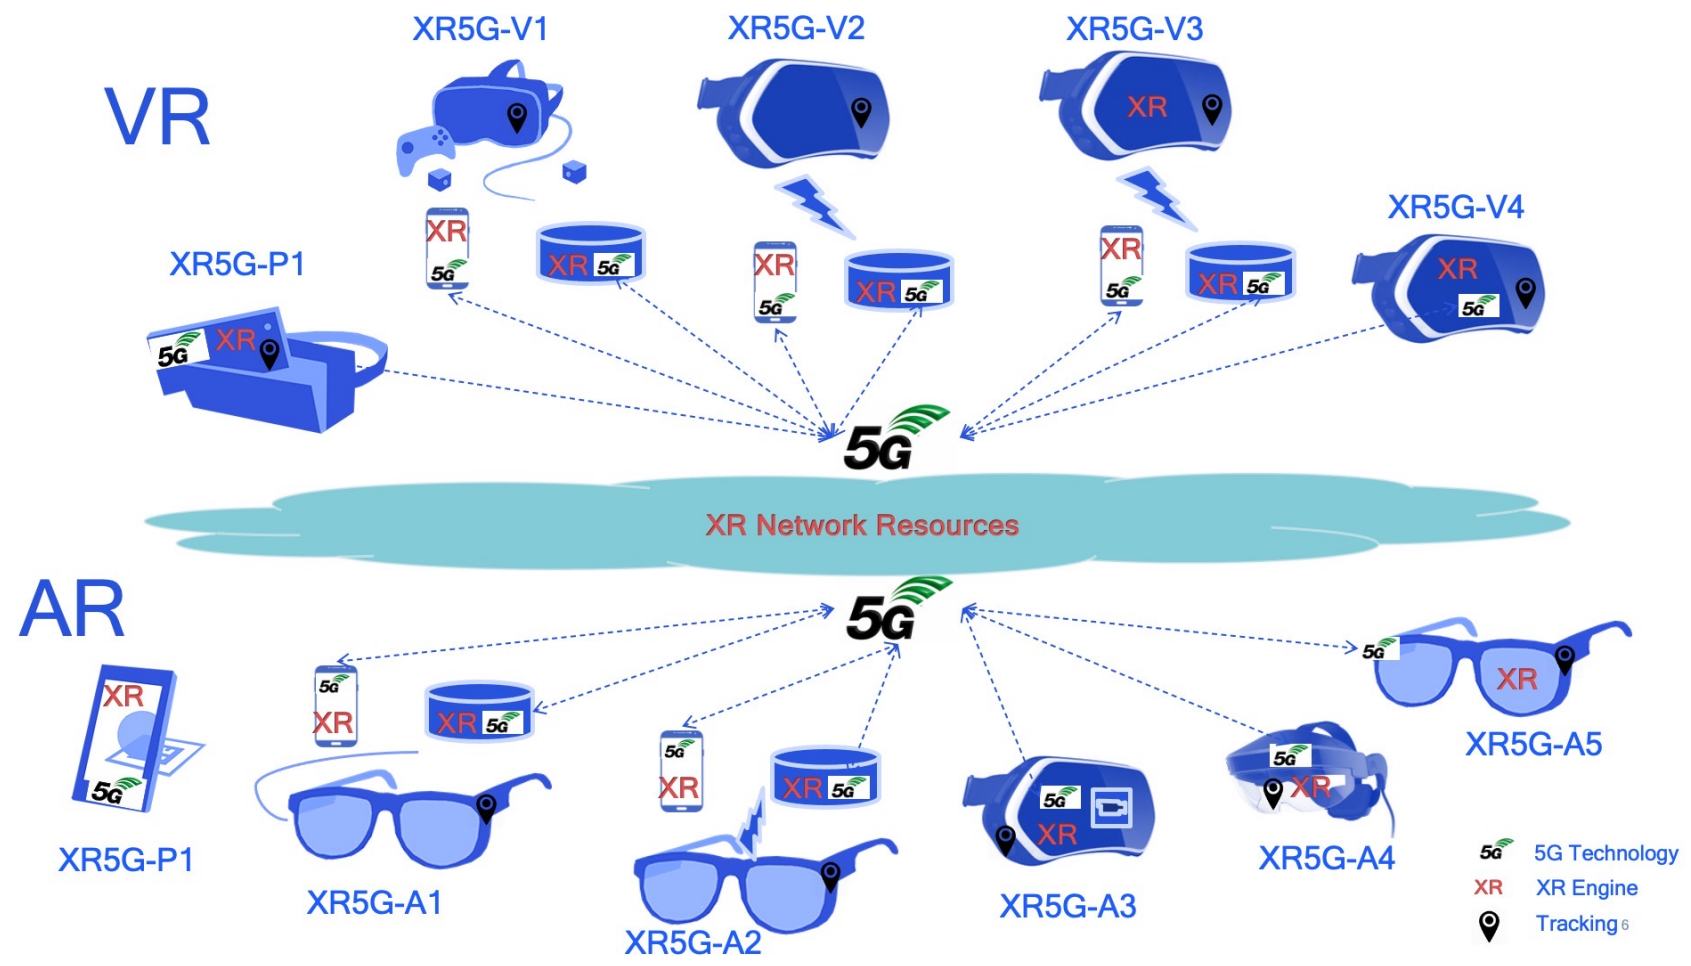 XR5G-V1
XR5G-V2
XR5G-V3
VR
XR
XR5G-V4
XR5G-P1
XR
5G
XR 5G
XR
5G
XR 5G
XR
5G
XR 5G
XR
5G
5G XR
5G
XR Network Resources
AR
5G
XR
5G
XR5G-P1
5G
XR
XR 5G
XR5G-A1
5G
XR
XR 5G
XR5G-A2
5G
XR
XR5G-A3
5G
XR
XR5G-A4
5G
XR
XR5G-A5
5G 5G Technology
XR XR Engine
Tracking 6